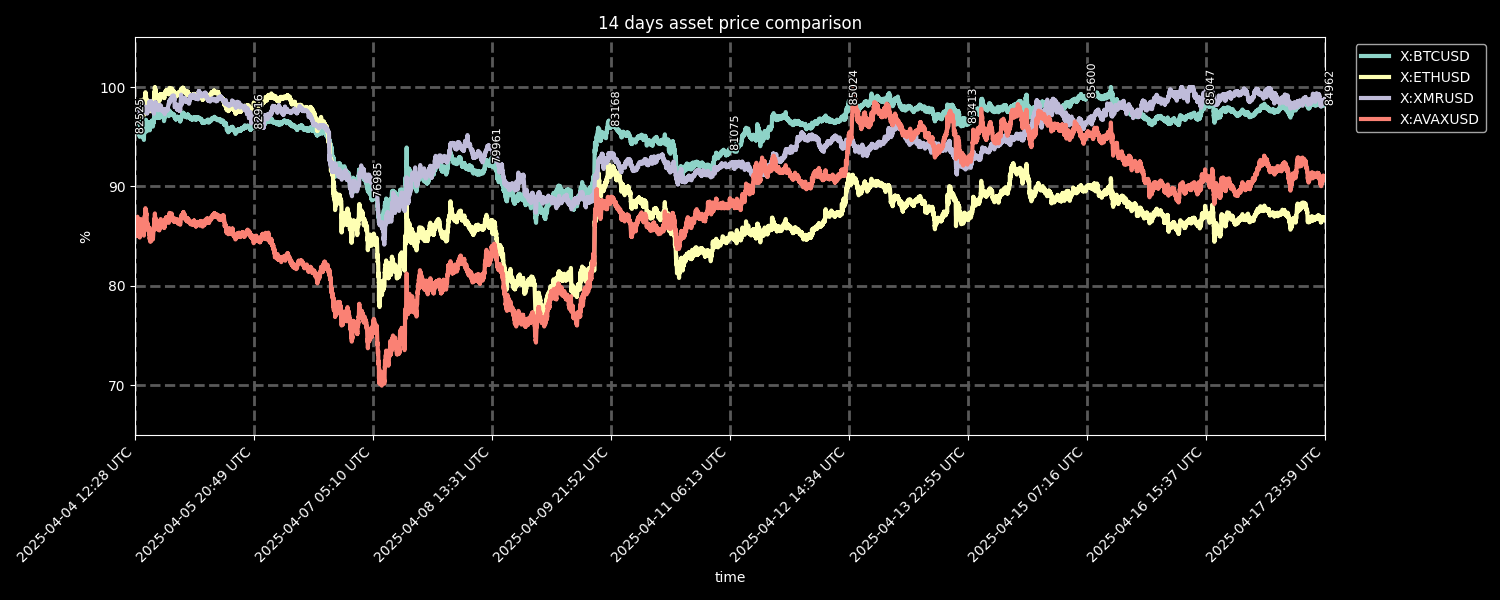 14 days asset price comparison
X:BTCUSD
X:ETHUSD
X:XMRUSD
X:AVAXUSD
100
90
80
70
%
82525
82916
76985
79961
83168
81075
85024
83413
85600
85047
84962
2025-04-04 12:28 UTC
2025-04-05 20:49 UTC
2025-04-07 05:10 UTC
2025-04-08 13:31 UTC
2025-04-09 21:52 UTC
2025-04-11 06:13 UTC
2025-04-12 14:34 UTC
2025-04-13 22:55 UTC
2025-04-15 07:16 UTC
2025-04-16 15:37 UTC
2025-04-17 23:59 UTC
time